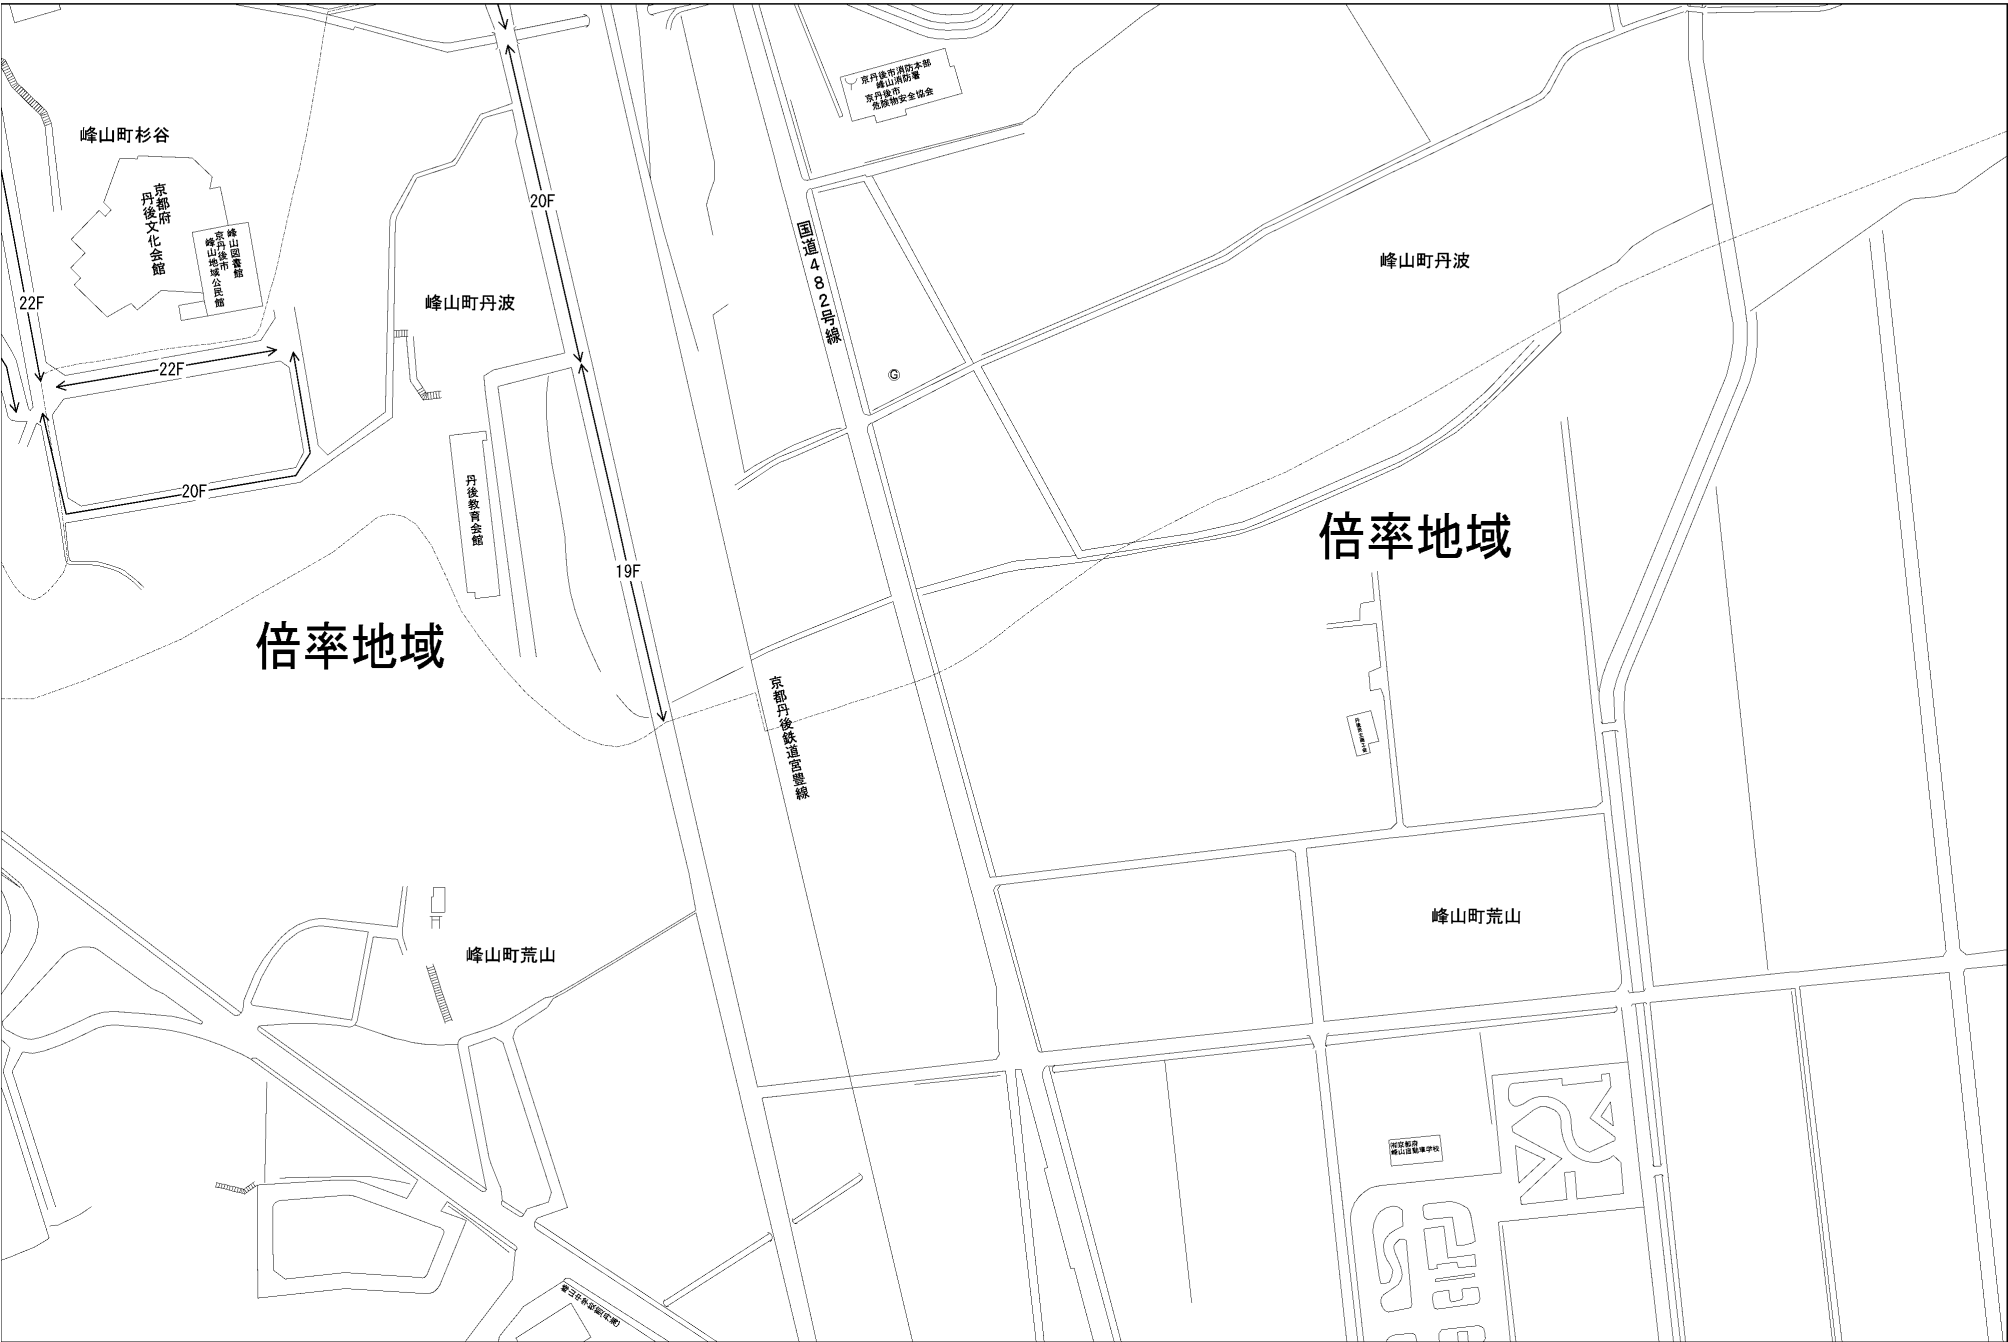 京丹後市消防本部
峰山消防署
京丹後市
危険物安全協会
峰山町杉谷
京都府
丹後文化会館
峰山図書館
京丹後市
峰山地域公民館
20F
国道482号線
峰山町丹波
22F
峰山町丹波
22F
G
20F
丹後教育会館
倍率地域
19F
倍率地域
京都丹後鉄道宮豊線
峰山町荒山
峰山町荒山
㈲京都府
峰山自動車学校